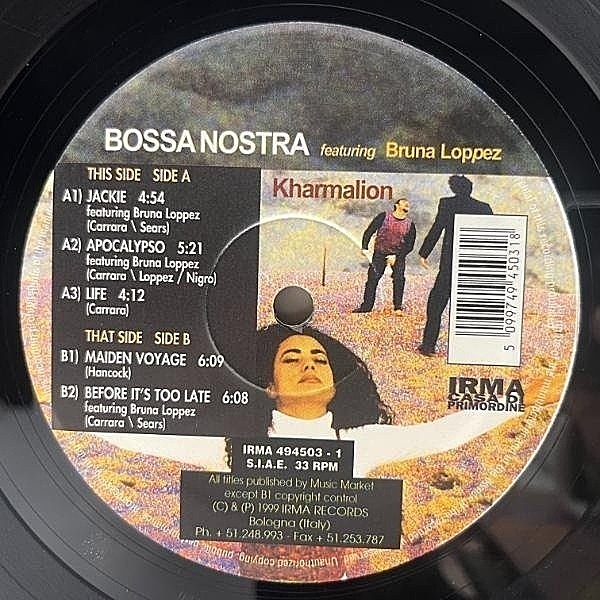 BOSSA NOSTRA featuring Bruna Loppez
Kharmalion
THIS SIDE SIDE A
A1) JACKIE 4:54
featuring Bruna Loppez
(Carrara \ Sears)
A2) APOCALYPSO 5:21
featuring Bruna Loppez
(Carrara \ Loppez / Nigro)
A3) LIFE 4:12
(Carrara)
THAT SIDE SIDE B
B1) MAIDEN VOYAGE 6:09
(Hancock)
B2) BEFORE IT'S TOO LATE 6:08
featuring Bruna Loppez
(Carrara \ Sears)
5 099749 450318
IRMA
CASA DI
PRIMORDINE
IRMA 494503 - 1
S.I.A.E. 33 RPM
All titles published by Music Market
except B1 copyright control
(C) & (P) 1999 IRMA RECORDS
Bologna (Italy)
Ph. + 51.248.993 - Fax + 51.253.787
Unauthorized copying,